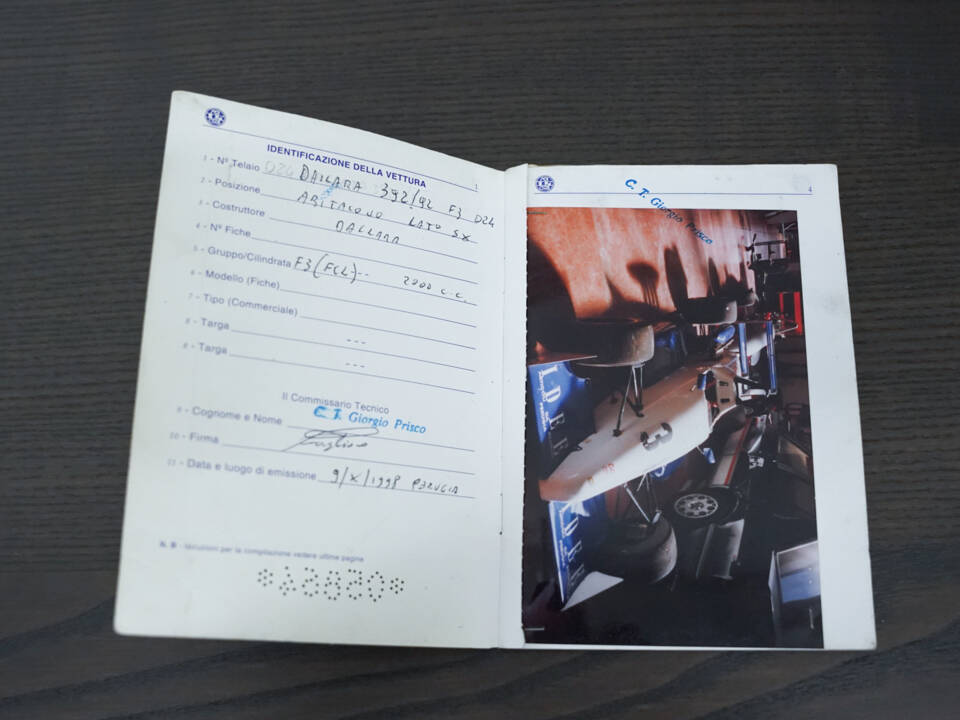 IDENTIFICAZIONE DELLA VETTURA
1
1 - N° Telaio DALLARA 392/92 F3 D24
2 - Posizione ABITACOLO LATO SX
3 - Costruttore DALLARA
4 - N° Fiche
5 - Gruppo/Cilindrata F3 (FCL)-- 2000 C.C.
6 - Modello (Fiche)
7 - Tipo (Commerciale)
8 - Targa ---
8 - Targa ---
Il Commissario Tecnico
9 - Cognome e Nome C. T. Giorgio Prisco
10 - Firma
11 - Data e luogo di emissione 9/X/1998 PERUGIA
N. B - Istruzioni per la compilazione vedere ultime pagine
4
C. T. Giorgio Prisco
3